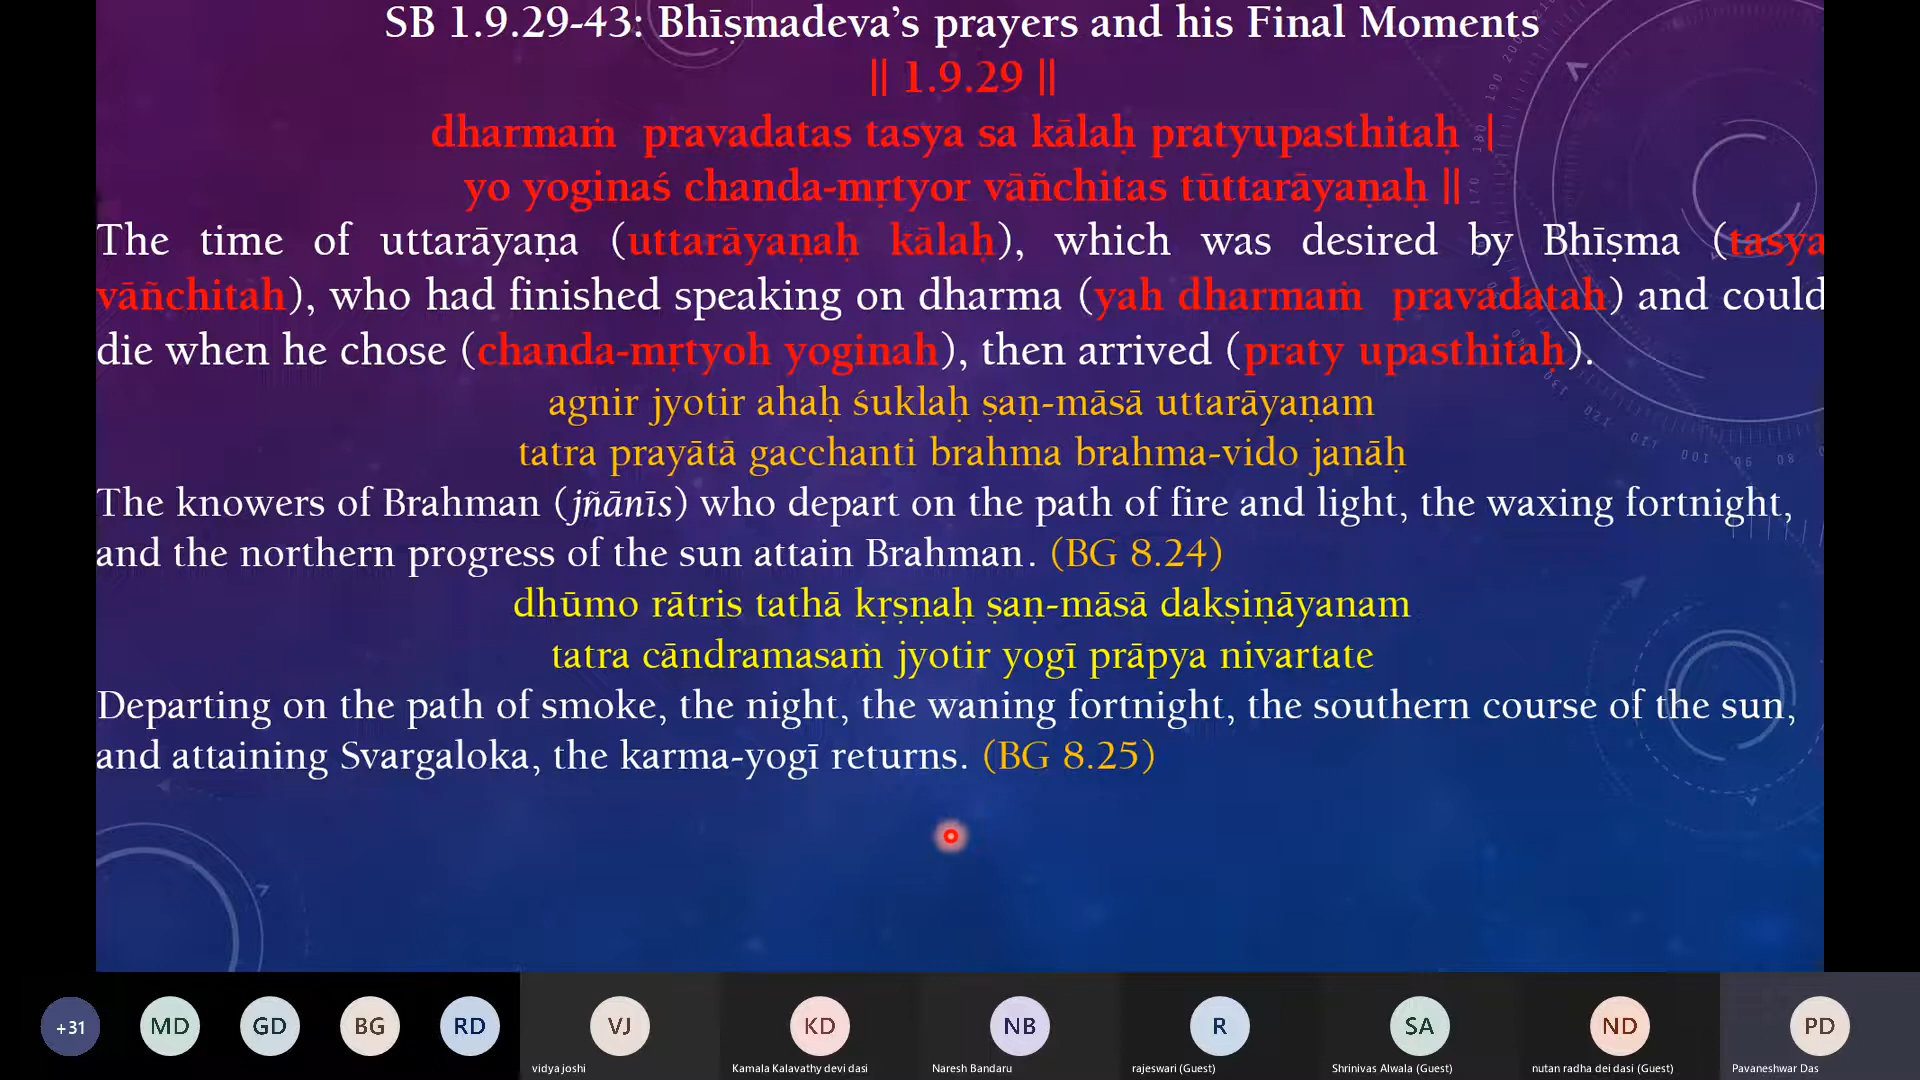 SB 1.9.29-43: Bhīṣmadeva’s prayers and his Final Moments
|| 1.9.29 ||
dharmaṁ pravadatas tasya sa kālaḥ pratyupasthitaḥ |
yo yoginaś chanda-mṛtyor vāñchitas tūttarāyaṇaḥ ||
The time of uttarāyaṇa (uttarāyaṇaḥ kālaḥ), which was desired by Bhīṣma (tasya
vāñchitaḥ), who had finished speaking on dharma (yaḥ dharmaṁ pravadataḥ) and could
die when he chose (chanda-mṛtyoḥ yoginaḥ), then arrived (praty upasthitaḥ).
agnir jyotir ahaḥ śuklaḥ ṣaṇ-māsā uttarāyaṇam
tatra prayātā gacchanti brahma brahma-vido janāḥ
The knowers of Brahman (jñānīs) who depart on the path of fire and light, the waxing fortnight,
and the northern progress of the sun attain Brahman. (BG 8.24)
dhūmo rātris tathā kṛṣṇaḥ ṣaṇ-māsā dakṣiṇāyanam
tatra cāndramasaṁ jyotir yogī prāpya nivartate
Departing on the path of smoke, the night, the waning fortnight, the southern course of the sun,
and attaining Svargaloka, the karma-yogī returns. (BG 8.25)
+31 MD GD BG RD VJ KD NB R SA ND PD
vidya joshi Kamala Kalavathy devi dasi Naresh Bandaru rajeswari (Guest) Shrinivas Alwala (Guest) nutan radha dei dasi (Guest) Pavaneshwar Das